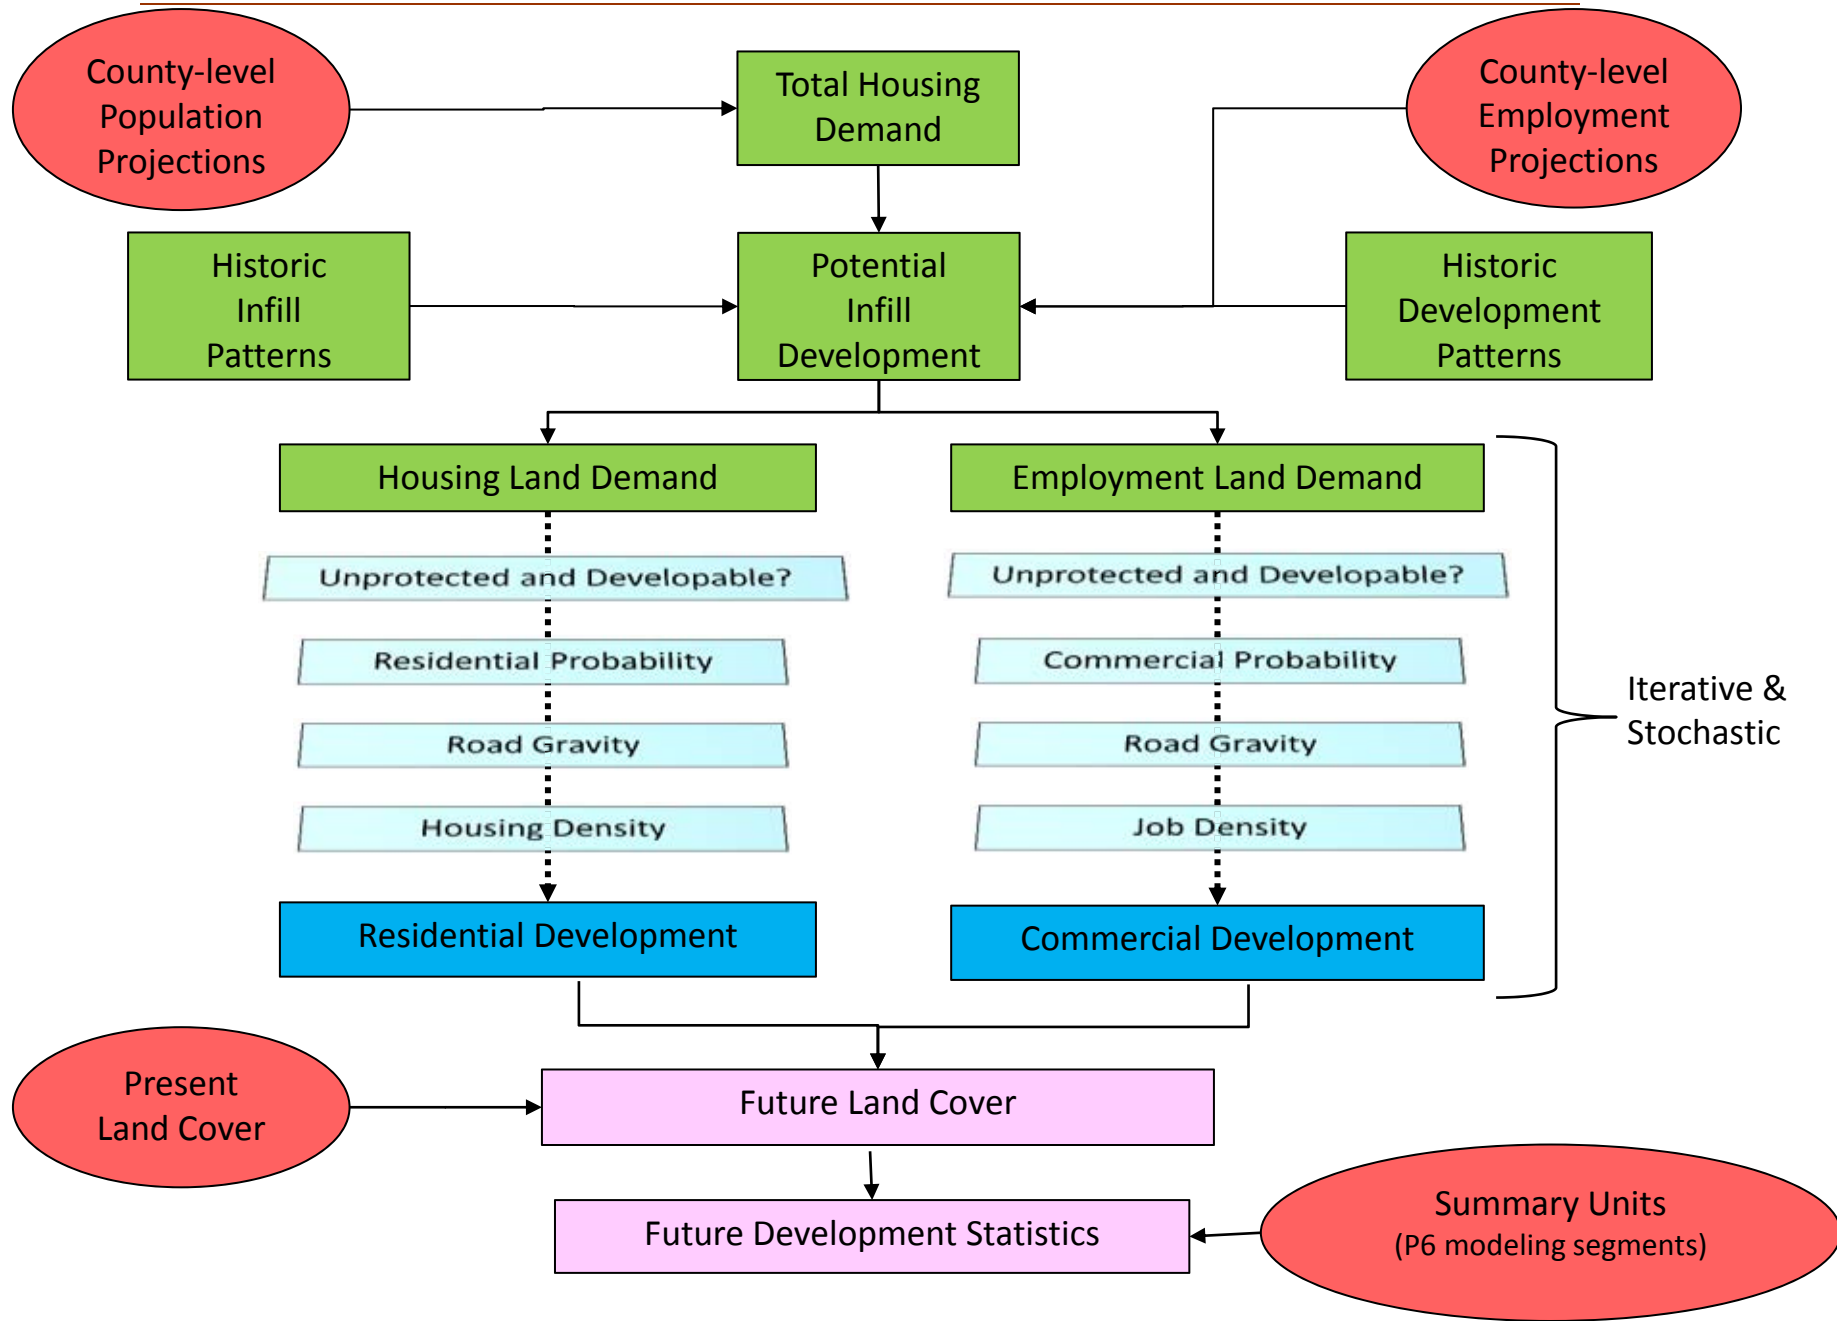 County-level
Population
Projections
Total Housing
Demand
County-level
Employment
Projections
Historic
Infill
Patterns
Potential
Infill
Development
Historic
Development
Patterns
Housing Land Demand
Employment Land Demand
Unprotected and Developable?
Unprotected and Developable?
Residential Probability
Commercial Probability
Iterative &
Stochastic
Road Gravity
Road Gravity
Housing Density
Job Density
Residential Development
Commercial Development
Present
Land Cover
Future Land Cover
Future Development Statistics
Summary Units
(P6 modeling segments)